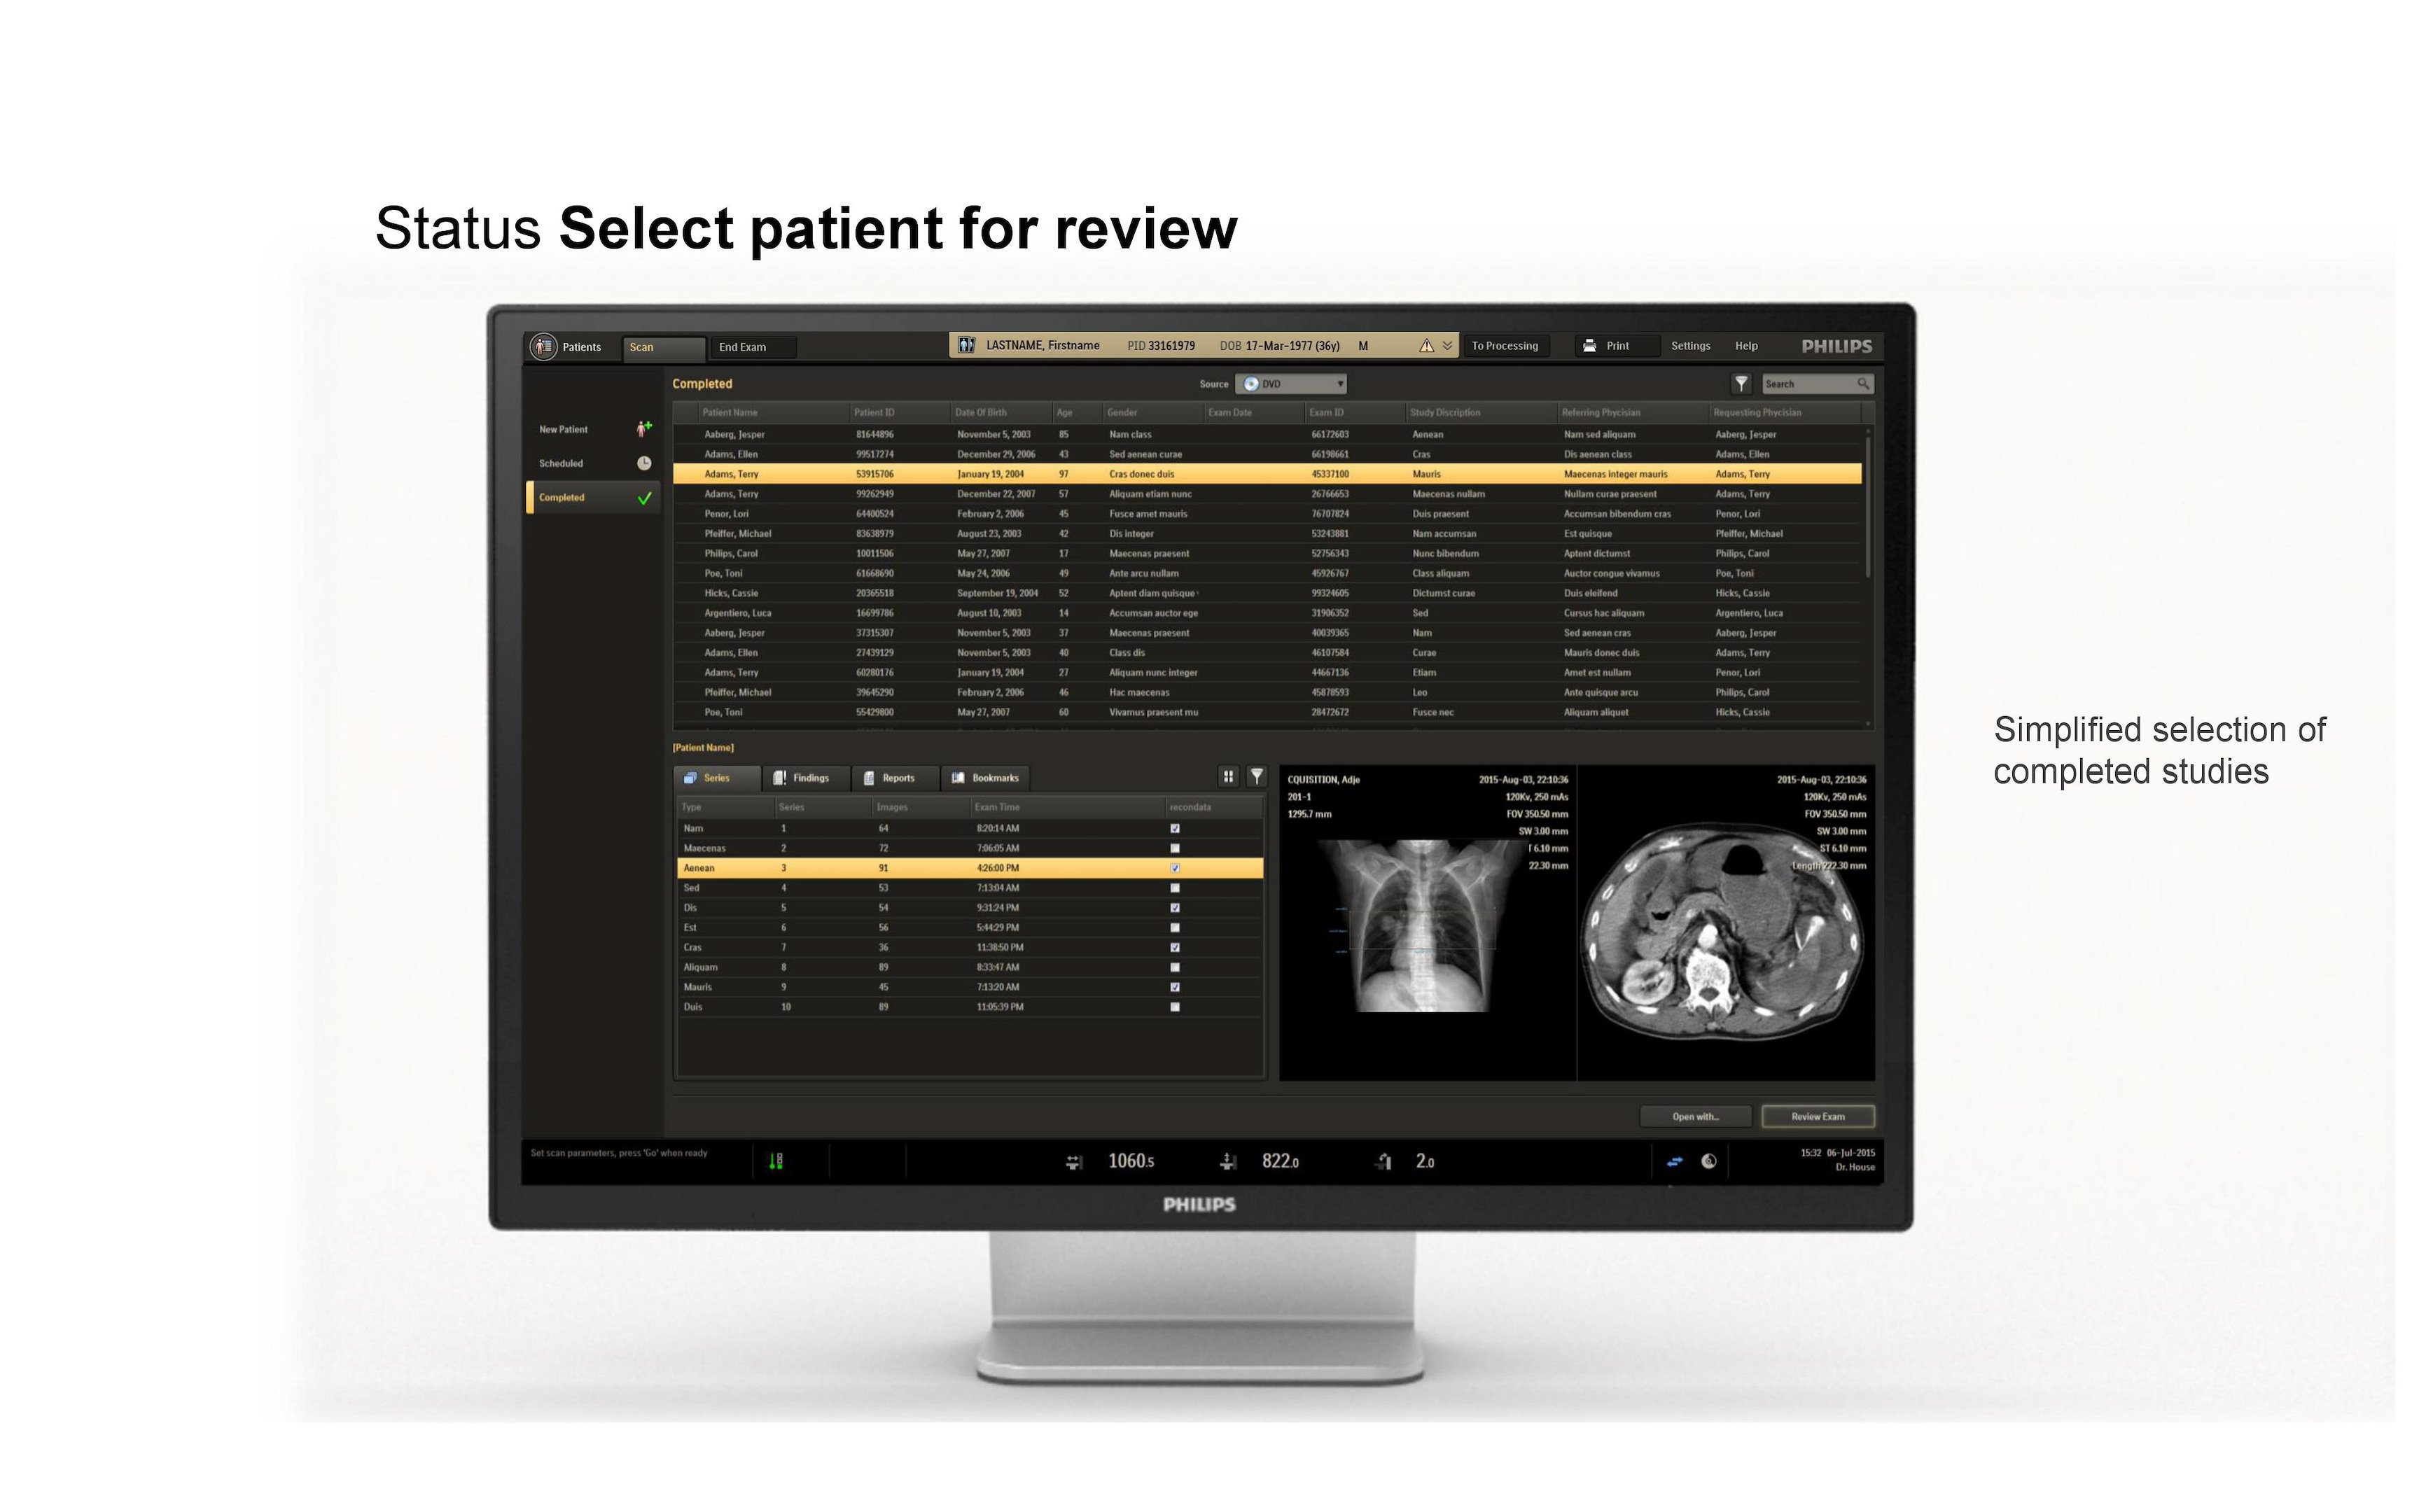 Status Select patient for review
Patients Scan End Exam LASTNAME, Firstname PID 33161979 DOB 17-Mar-1977 (36y) M To Processing Print Settings Help PHILIPS
Completed Source DVD Search
New Patient
Scheduled
Completed
Patient Name Patient ID Date Of Birth Age Gender Exam Date Exam ID Study Discription Referring Phycisian Requesting Phycisian
Aaberg, Jesper 81644896 November 5, 2003 85 Nam class 66172603 Aenean Nam sed aliquam Aaberg, Jesper
Adams, Ellen 99517274 December 29, 2006 43 Sed aenean curae 66198661 Cras Dis aenean class Adams, Ellen
Adams, Terry 53915706 January 19, 2004 97 Cras donec duis 45337100 Mauris Maecenas integer mauris Adams, Terry
Adams, Terry 99262949 December 22, 2007 57 Aliquam etiam nunc 26766653 Maecenas nullam Nullam curae praesent Adams, Terry
Penor, Lori 64400524 February 2, 2006 45 Fusce amet mauris 76707824 Duis praesent Accumsan bibendum cras Penor, Lori
Pfeiffer, Michael 83638979 August 23, 2003 42 Dis integer 53243881 Nam accumsan Est quisque Pfeiffer, Michael
Philips, Carol 10011506 May 27, 2007 17 Maecenas praesent 52756343 Nunc bibendum Aptent dictumst Philips, Carol
Poe, Toni 61668690 May 24, 2006 49 Ante arcu nullam 45926767 Class aliquam Auctor congue vivamus Poe, Toni
Hicks, Cassie 20365518 September 19, 2004 52 Aptent diam quisque 99324605 Dictumst curae Duis eleifend Hicks, Cassie
Argentiero, Luca 16699786 August 10, 2003 14 Accumsan auctor ege 31906352 Sed Cursus hac aliquam Argentiero, Luca
Aaberg, Jesper 37315307 November 5, 2003 37 Maecenas praesent 40039365 Nam Sed aenean cras Aaberg, Jesper
Adams, Ellen 27439129 November 5, 2003 40 Class dis 46107584 Curae Mauris donec duis Adams, Terry
Adams, Terry 60280176 January 19, 2004 27 Aliquam nunc integer 44667136 Etiam Amet est nullam Penor, Lori
Pfeiffer, Michael 39645290 February 2, 2006 46 Hac maecenas 45878593 Leo Ante quisque arcu Philips, Carol
Poe, Toni 55429800 May 27, 2007 60 Vivamus praesent mu 28472672 Fusce nec Aliquam aliquet Hicks, Cassie
[Patient Name]
Series Findings Reports Bookmarks
Type Series Images Exam Time recondata
Nam 1 64 8:20:14 AM
Maecenas 2 72 7:06:05 AM
Aenean 3 91 4:26:00 PM
Sed 4 53 7:13:04 AM
Dis 5 54 9:31:24 PM
Est 6 56 5:44:29 PM
Cras 7 36 11:38:50 PM
Aliquam 8 89 8:33:47 AM
Mauris 9 45 7:13:20 AM
Duis 10 89 11:05:39 PM
CQUISITION, Adje 2015-Aug-03, 22:10:36
201-1 120Kv, 250 mAs
1295.7 mm FOV 350.50 mm
SW 3.00 mm
T 6.10 mm
22.30 mm
2015-Aug-03, 22:10:36
120Kv, 250 mAs
FOV 350.50 mm
SW 3.00 mm
ST 6.10 mm
Length 222.30 mm
Open with... Review Exam
Set scan parameters, press 'Go' when ready 1060.5 822.0 2.0 15:32 06-Jul-2015
Dr. House
PHILIPS
Simplified selection of
completed studies